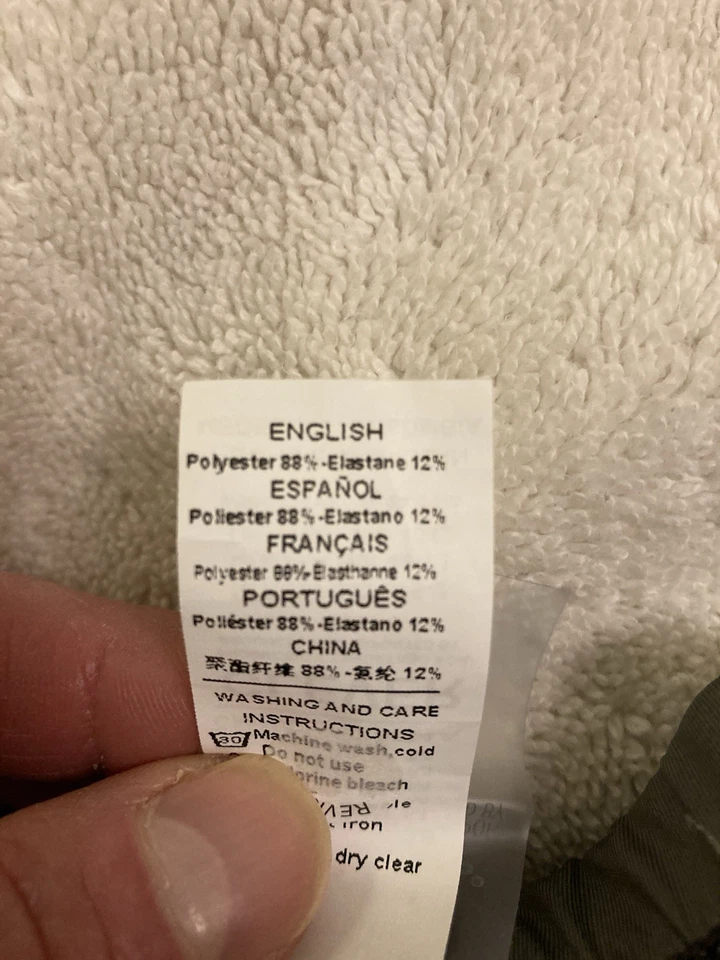 ENGLISH
Polyester 88%-Elastane 12%
ESPAÑOL
Poliester 88%-Elastano 12%
FRANÇAIS
Polyester 88%-Elasthanne 12%
PORTUGUÊS
Poliéster 88%-Elastano 12%
CHINA
聚酯纤维 88%-氨纶 12%
WASHING AND CARE
INSTRUCTIONS
30 Machine wash,cold
Do not use
bleach
iron
dry clear